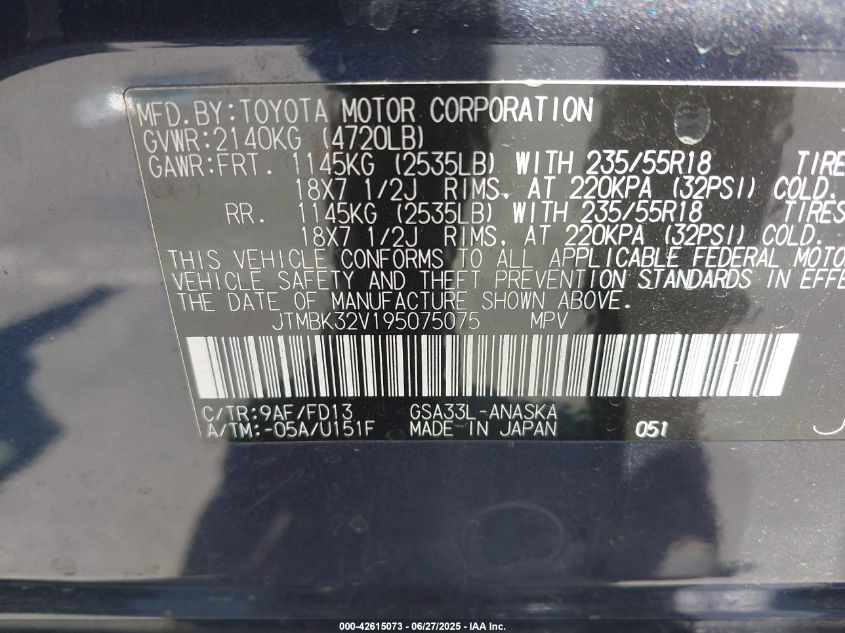 MFD.BY:TOYOTA MOTOR CORPORATION
GVWR:2140KG (4720LB)
GAWR:FRT. 1145KG (2535LB) WITH 235/55R18 TIRE
18X7 1/2J RIMS, AT 220KPA (32PSI) COLD.
RR. 1145KG (2535LB) WITH 235/55R18 TIRES
18X7 1/2J RIMS, AT 220KPA (32PSI) COLD.
THIS VEHICLE CONFORMS TO ALL APPLICABLE FEDERAL MOTO
VEHICLE SAFETY AND THEFT PREVENTION STANDARDS IN EFFE
THE DATE OF MANUFACTURE SHOWN ABOVE.
JTMBK32V195075075 MPV
C/TR:9AF/FD13 GSA33L-ANASKA
A/TM:-05A/U151F MADE IN JAPAN 051 J
000-42615073 - 06/27/2025 - IAA Inc.